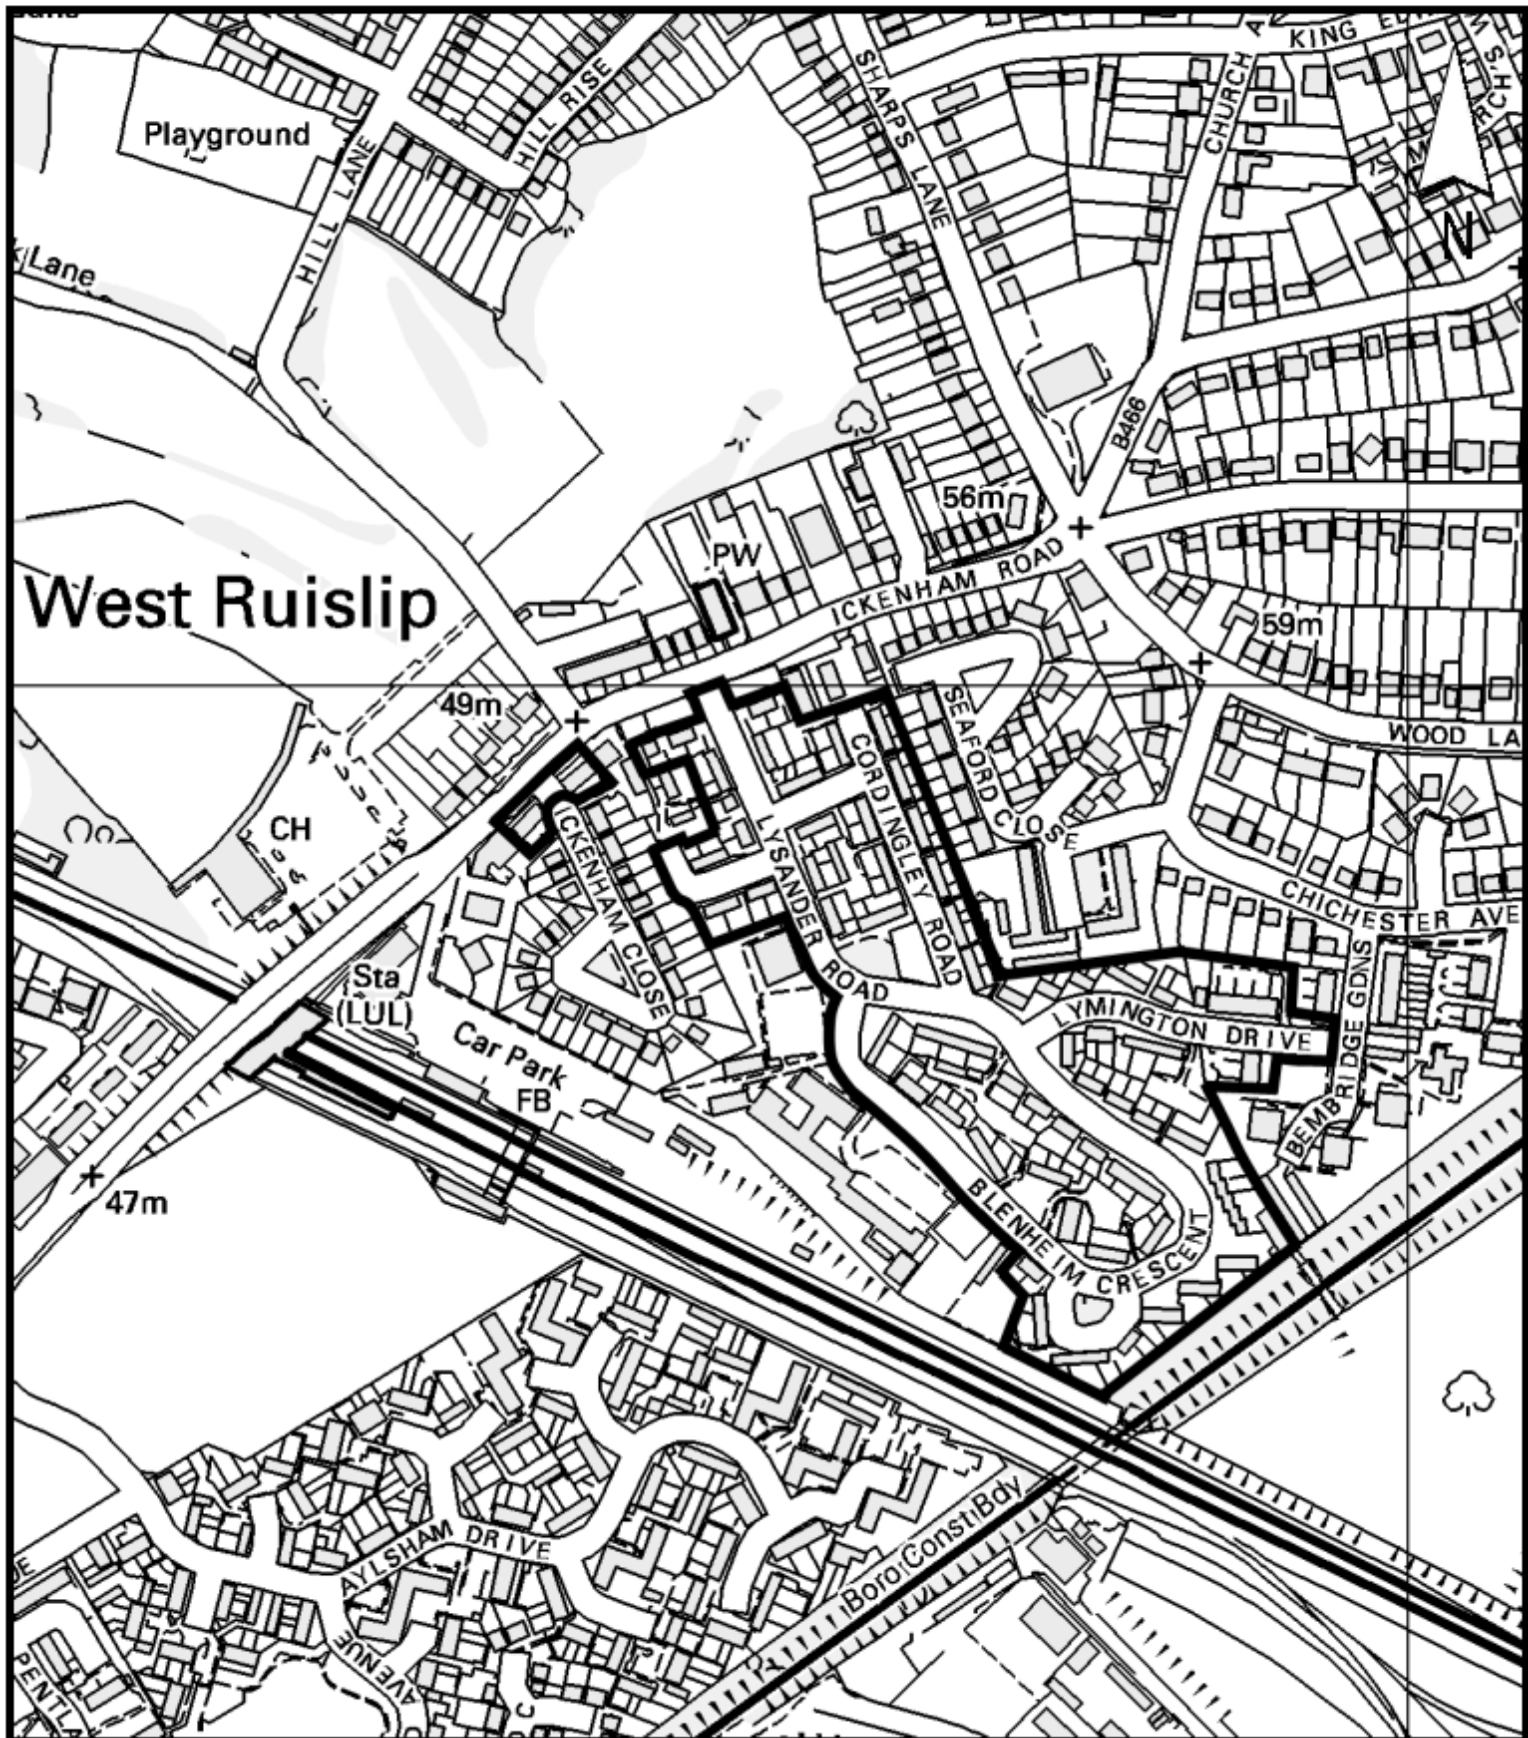 KING ED
CHURCH A
SHARPS LANE
HILL RISE
Playground
HILL LANE
N
Lane
B466
56m
PW
ICKENHAM ROAD
West Ruislip
59m
49m
SEAFORD CLOSE
WOOD LA
CORDINGLEY ROAD
CH
LYSANDER ROAD
ICKENHAM CLOSE
CHICHESTER AVE
Sta
(LUL)
LYMINGTON DRIVE
BEMBRIDGE GDNS
Car Park
FB
47m
BLENHEIM CRESCENT
Boro Const Bdy
AYLSHAM DRIVE
AVENUE
PENTLA